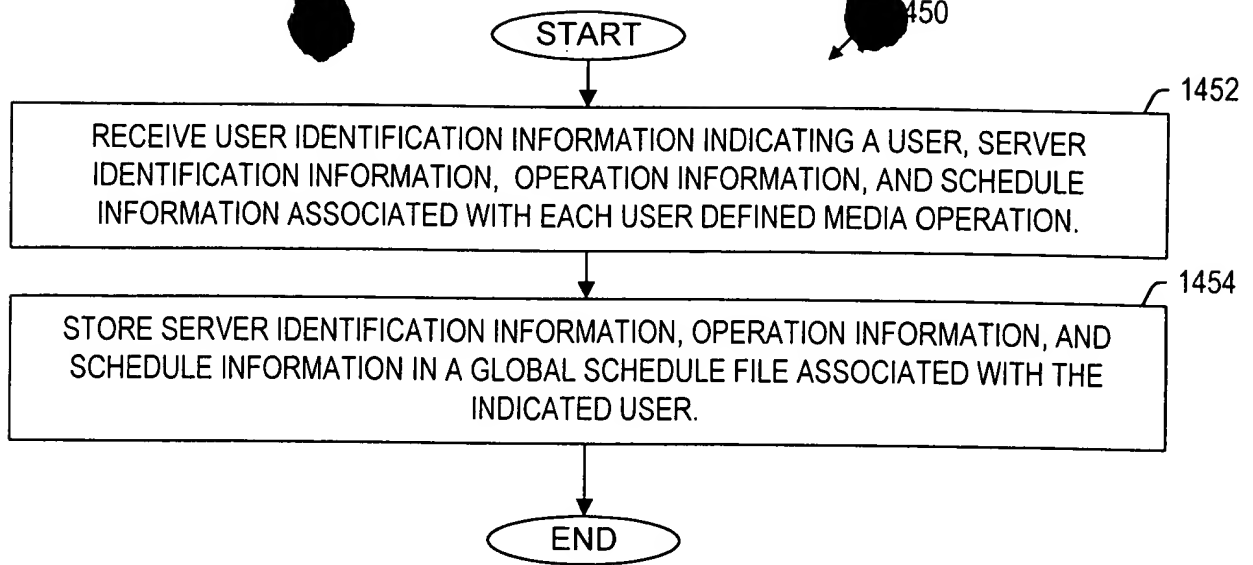 450
START
1452
RECEIVE USER IDENTIFICATION INFORMATION INDICATING A USER, SERVER
IDENTIFICATION INFORMATION, OPERATION INFORMATION, AND SCHEDULE
INFORMATION ASSOCIATED WITH EACH USER DEFINED MEDIA OPERATION.
1454
STORE SERVER IDENTIFICATION INFORMATION, OPERATION INFORMATION, AND
SCHEDULE INFORMATION IN A GLOBAL SCHEDULE FILE ASSOCIATED WITH THE
INDICATED USER.
END